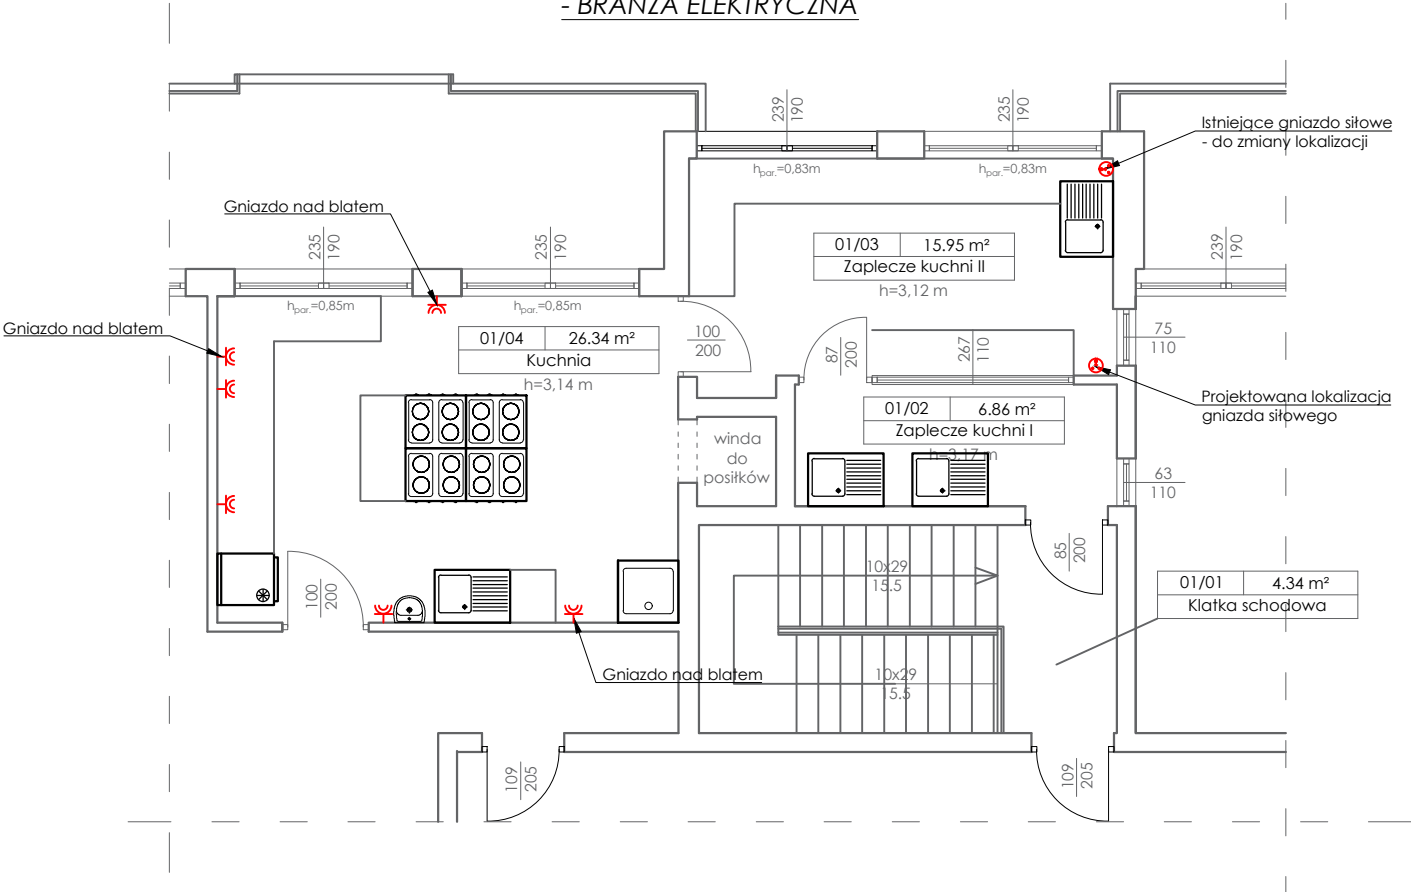 - BRANŻA ELEKTRYCZNA
239
190
235
190
Istniejące gniazdo siłowe
- do zmiany lokalizacji
hpar.=0,83m
hpar.=0,83m
Gniazdo nad blatem
235
190
235
190
01/03 15.95 m²
Zaplecze kuchni II
h=3,12 m
239
190
hpar.=0,85m
hpar.=0,85m
Gniazdo nad blatem
01/04 26.34 m²
Kuchnia
h=3,14 m
100
200
87
200
267
110
75
110
Projektowana lokalizacja
gniazda siłowego
01/02 6.86 m²
Zaplecze kuchni I
h=3,17 m
winda
do
posiłków
63
110
85
200
10x29
15.5
01/01 4.34 m²
Klatka schodowa
100
200
Gniazdo nad blatem
10x29
15.5
109
205
109
205